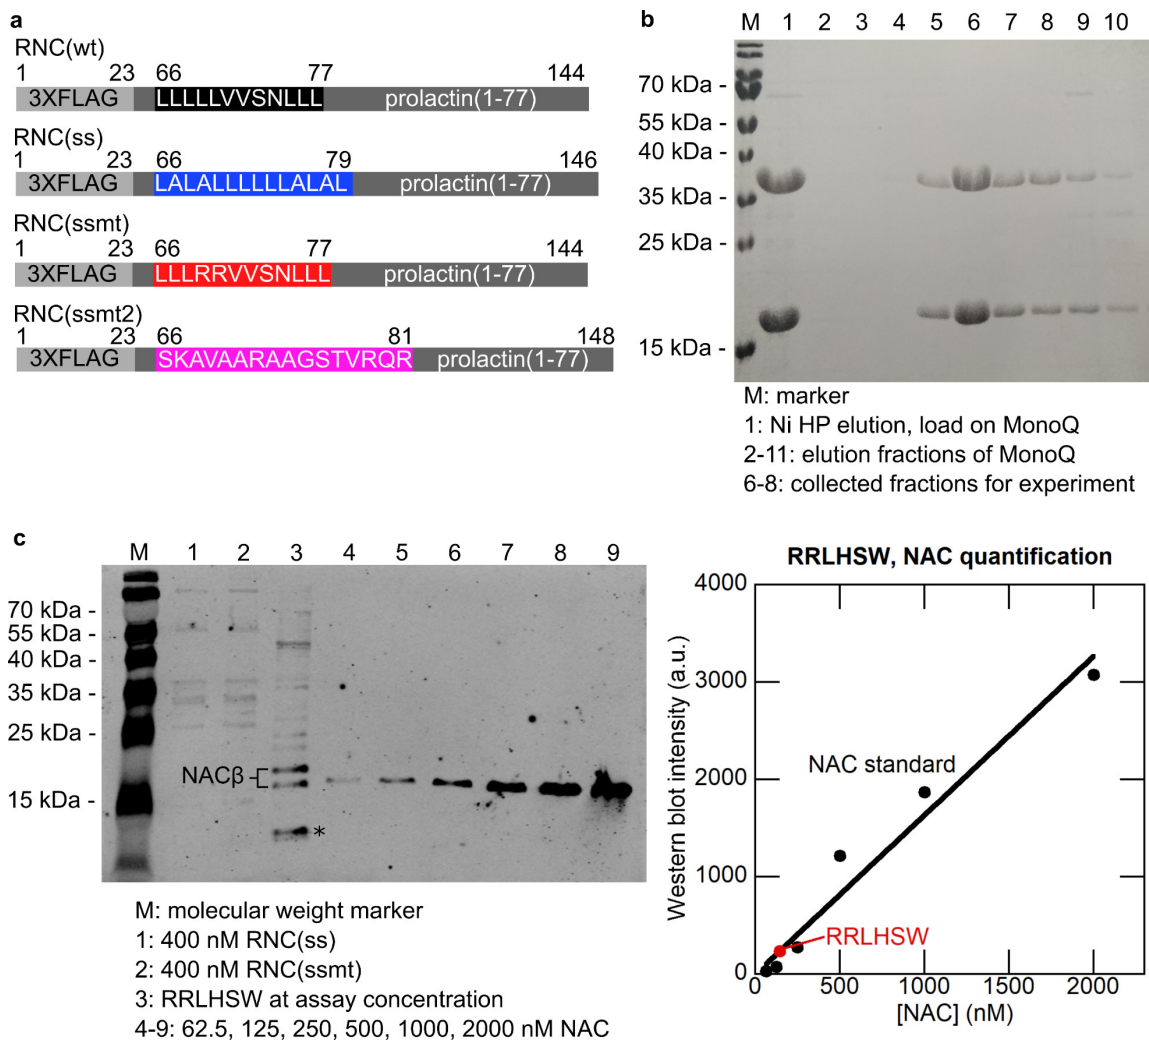 a
RNC(wt)
1 23 66 77 144
3XFLAG LLLLLVVSNLLL prolactin(1-77)
RNC(ss)
1 23 66 79 146
3XFLAG LALALLLLLLALAL prolactin(1-77)
RNC(ssmt)
1 23 66 77 144
3XFLAG LLLRRVVSNLLL prolactin(1-77)
RNC(ssmt2)
1 23 66 81 148
3XFLAG SKAVAARAAGSTVRQR prolactin(1-77)
b
M 1 2 3 4 5 6 7 8 9 10
70 kDa -
55 kDa -
40 kDa -
35 kDa -
25 kDa -
15 kDa -
M: marker
1: Ni HP elution, load on MonoQ
2-11: elution fractions of MonoQ
6-8: collected fractions for experiment
c
M 1 2 3 4 5 6 7 8 9
70 kDa -
55 kDa -
40 kDa -
35 kDa -
25 kDa -
NACβ
15 kDa -
*
M: molecular weight marker
1: 400 nM RNC(ss)
2: 400 nM RNC(ssmt)
3: RRLHSW at assay concentration
4-9: 62.5, 125, 250, 500, 1000, 2000 nM NAC
RRLHSW, NAC quantification
Western blot intensity (a.u.)
4000
3000
2000
1000
0
NAC standard
RRLHSW
0 500 1000 1500 2000
[NAC] (nM)